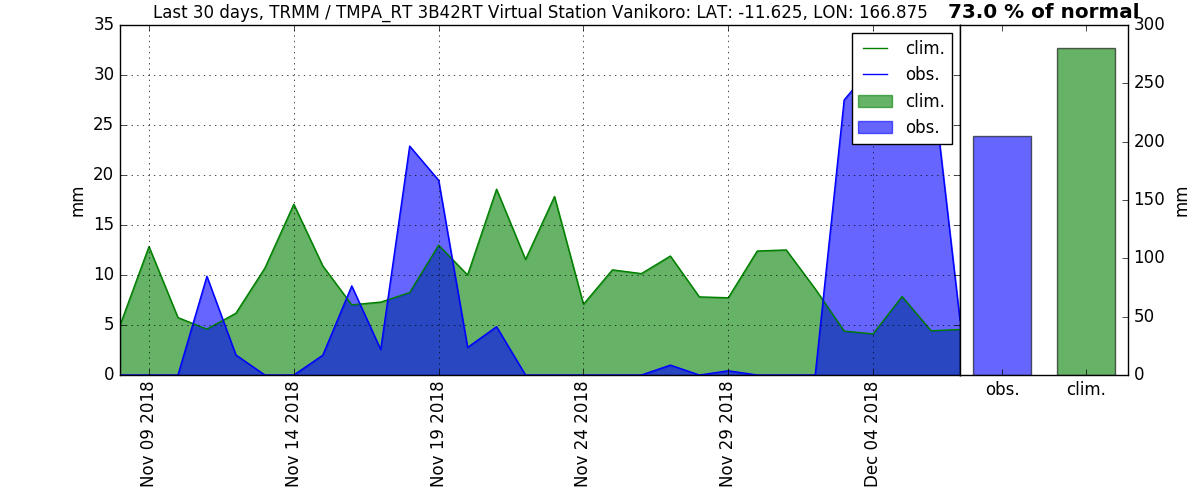 Last 30 days, TRMM / TMPA_RT 3B42RT Virtual Station Vanikoro: LAT: -11.625, LON: 166.875
73.0 % of normal
35
30
25
20
15
10
5
0
mm
clim.
obs.
clim.
obs.
300
250
200
150
100
50
0
mm
obs.
clim.
Nov 09 2018
Nov 14 2018
Nov 19 2018
Nov 24 2018
Nov 29 2018
Dec 04 2018